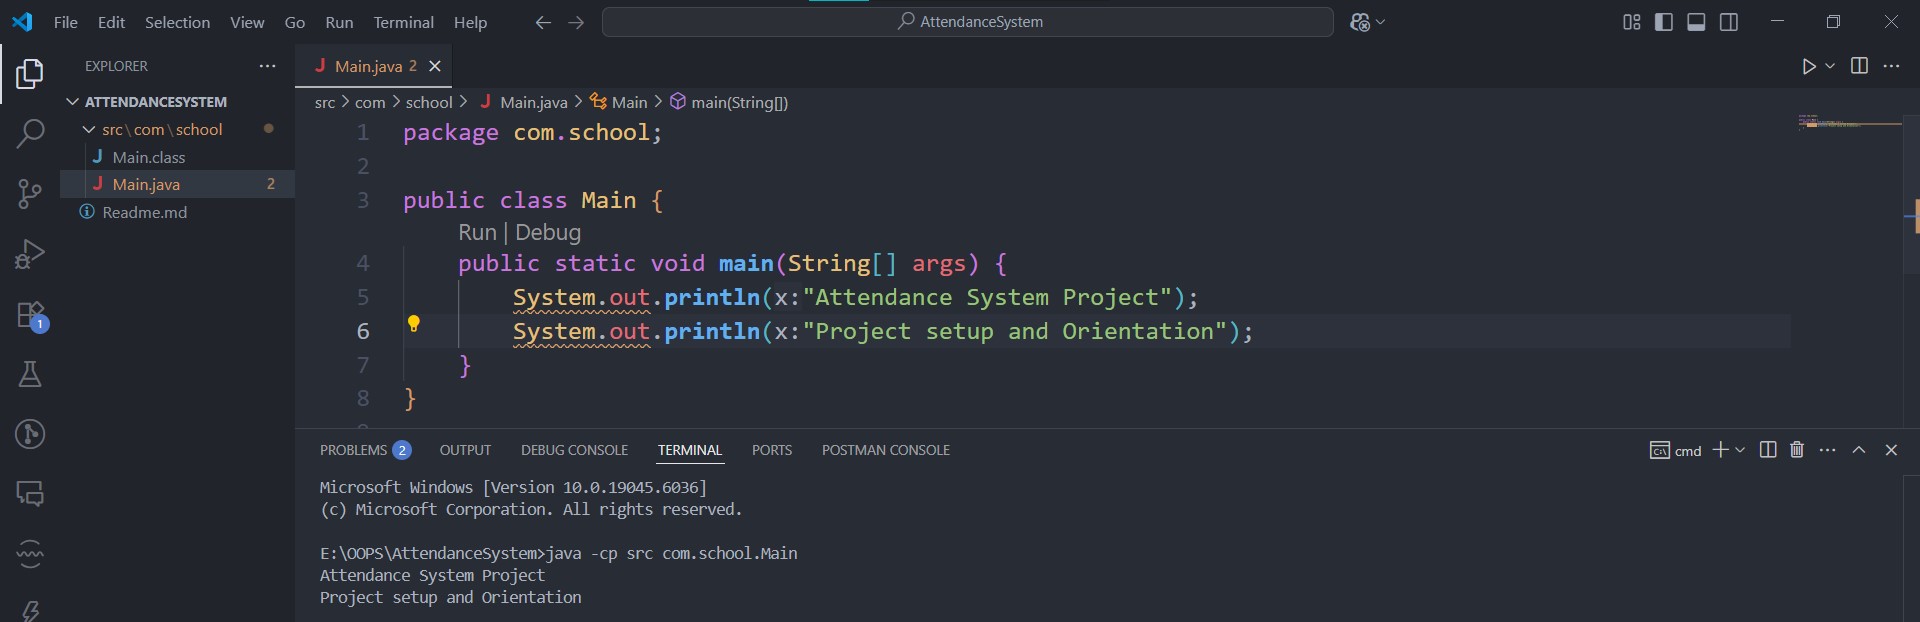 File Edit Selection View Go Run Terminal Help
AttendanceSystem
EXPLORER
ATTENDANCESYSTEM
src\com\school
Main.class
Main.java 2
Readme.md
1
Main.java 2
src > com > school > Main.java > Main > main(String[])
1 package com.school;
2
3 public class Main {
Run | Debug
4 public static void main(String[] args) {
5 System.out.println(x:"Attendance System Project");
6 System.out.println(x:"Project setup and Orientation");
7 }
8 }
PROBLEMS 2 OUTPUT DEBUG CONSOLE TERMINAL PORTS POSTMAN CONSOLE
cmd
Microsoft Windows [Version 10.0.19045.6036]
(c) Microsoft Corporation. All rights reserved.
E:\OOPS\AttendanceSystem>java -cp src com.school.Main
Attendance System Project
Project setup and Orientation